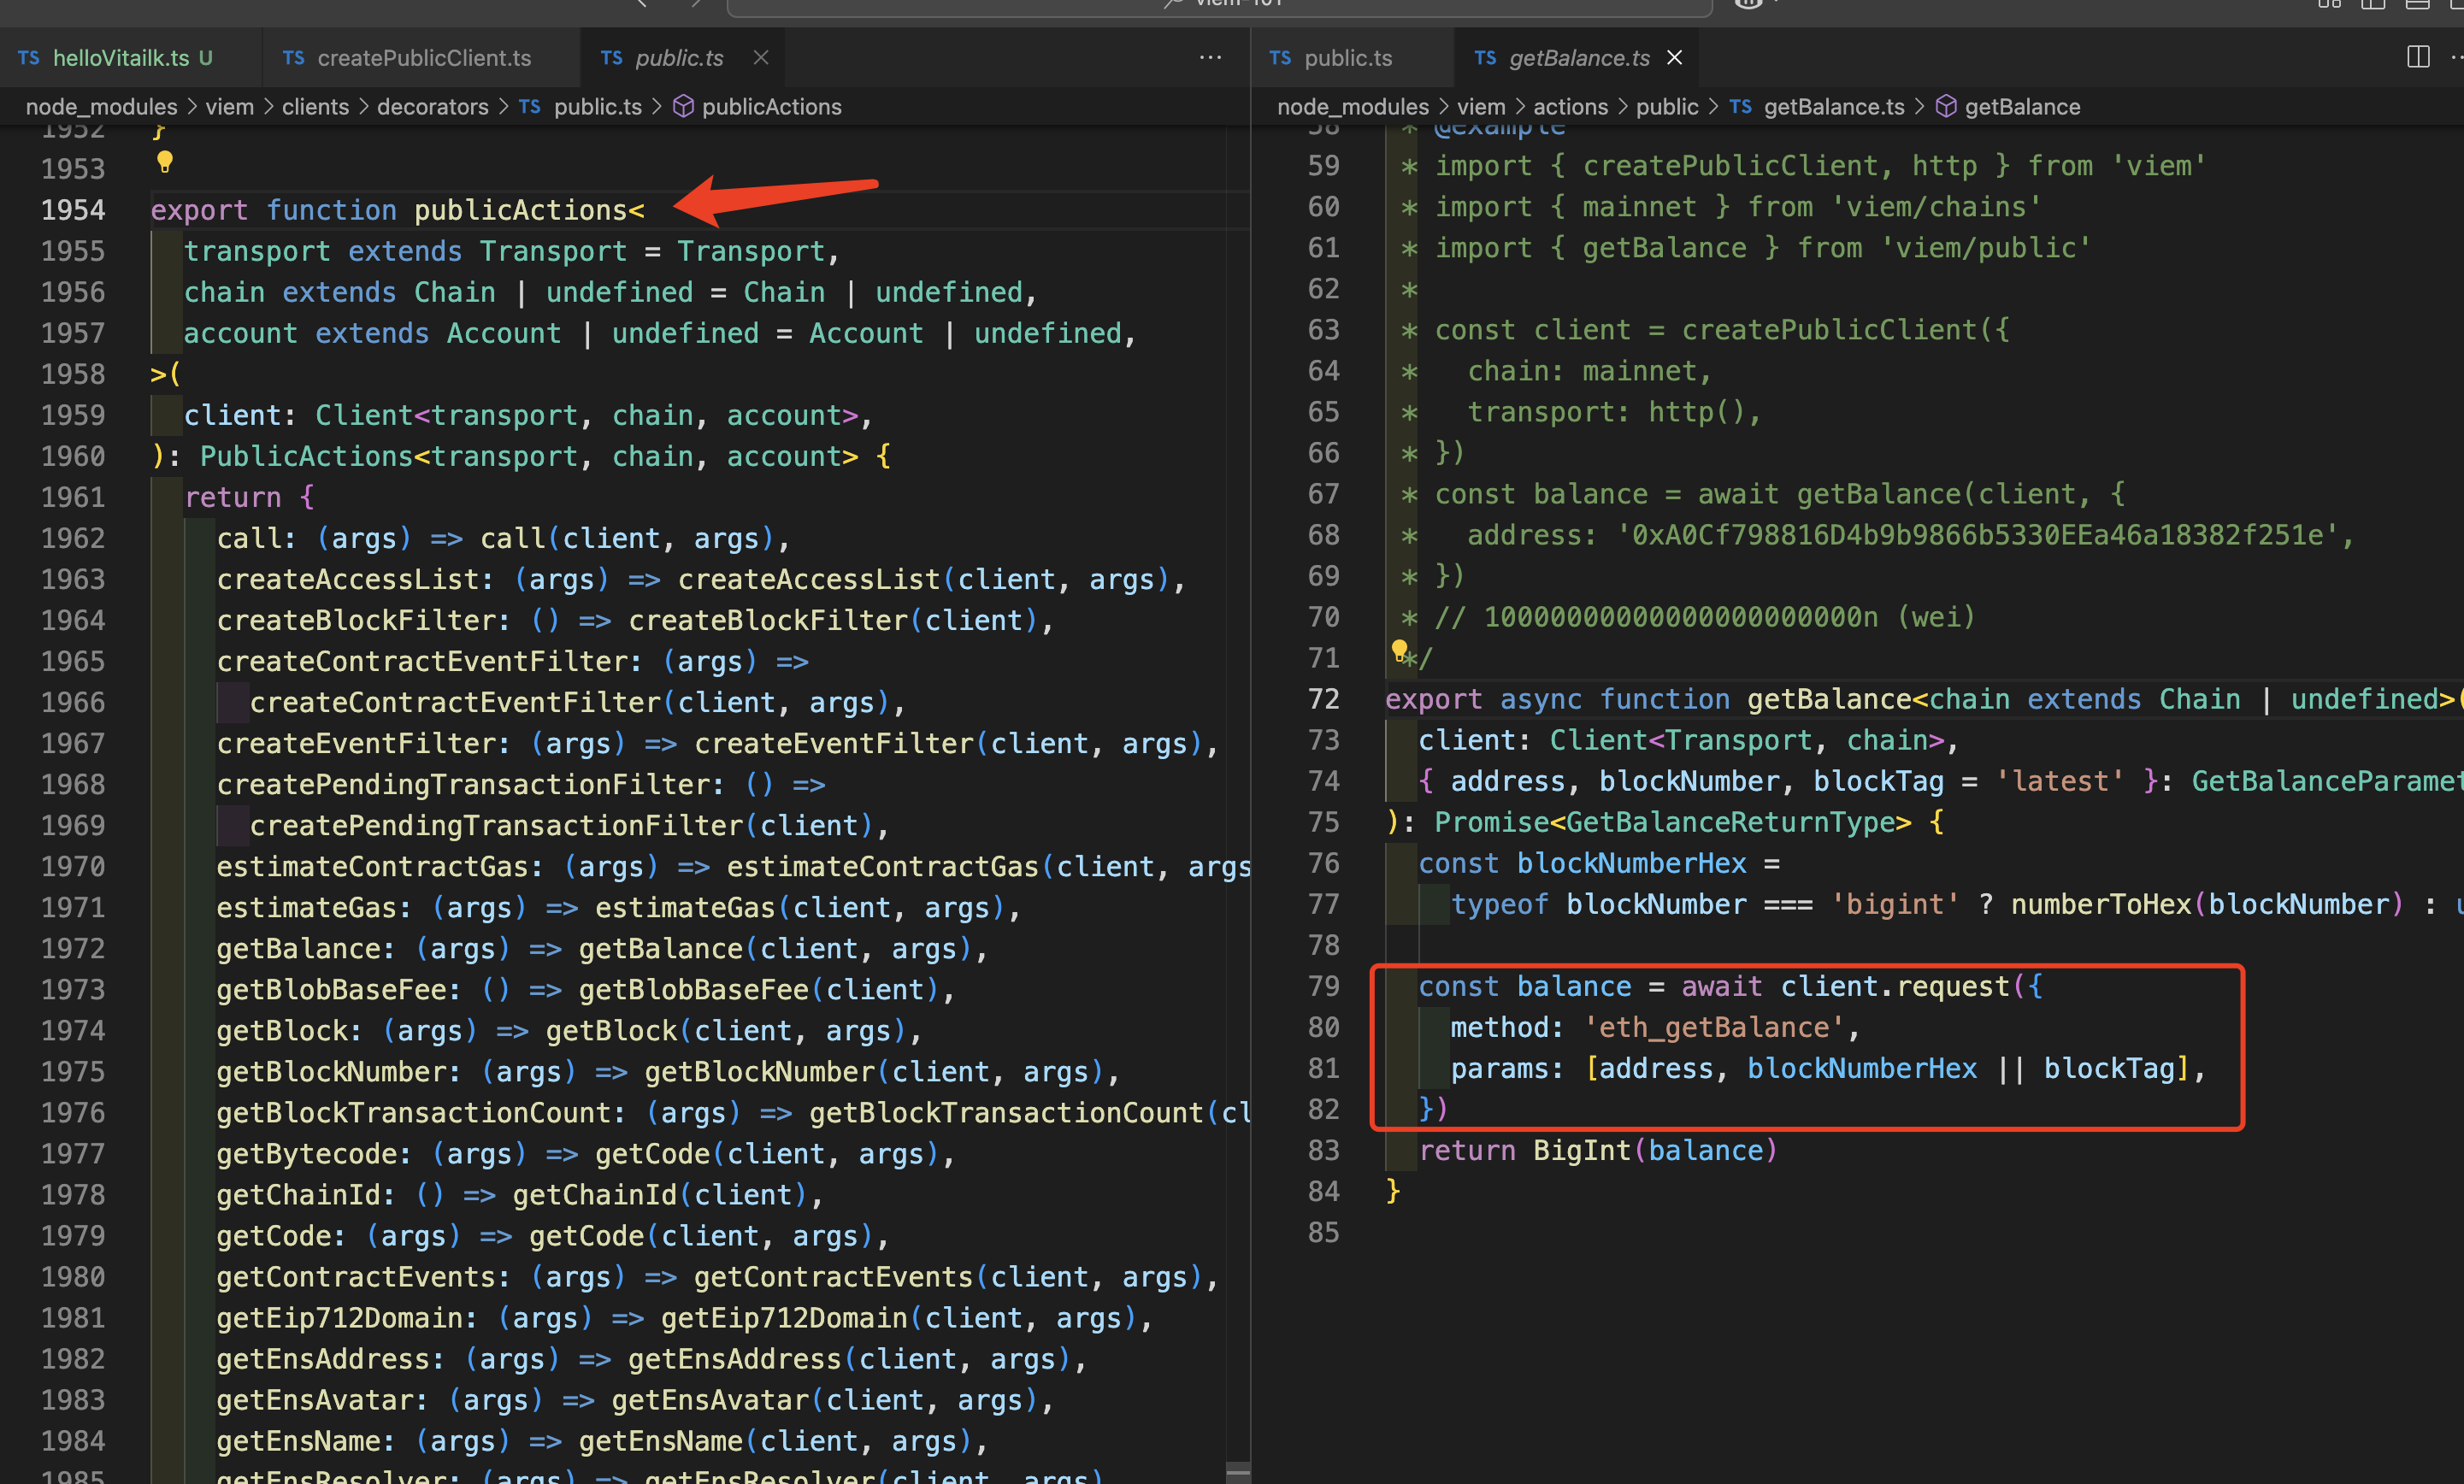 viem-101
TS helloVitailk.ts U
TS createPublicClient.ts
TS public.ts
node_modules > viem > clients > decorators > TS public.ts > publicActions
1952 }
1953
1954 export function publicActions<
1955 transport extends Transport = Transport,
1956 chain extends Chain | undefined = Chain | undefined,
1957 account extends Account | undefined = Account | undefined,
1958 >(
1959 client: Client<transport, chain, account>,
1960 ): PublicActions<transport, chain, account> {
1961 return {
1962 call: (args) => call(client, args),
1963 createAccessList: (args) => createAccessList(client, args),
1964 createBlockFilter: () => createBlockFilter(client),
1965 createContractEventFilter: (args) =>
1966 createContractEventFilter(client, args),
1967 createEventFilter: (args) => createEventFilter(client, args),
1968 createPendingTransactionFilter: () =>
1969 createPendingTransactionFilter(client),
1970 estimateContractGas: (args) => estimateContractGas(client, args
1971 estimateGas: (args) => estimateGas(client, args),
1972 getBalance: (args) => getBalance(client, args),
1973 getBlobBaseFee: () => getBlobBaseFee(client),
1974 getBlock: (args) => getBlock(client, args),
1975 getBlockNumber: (args) => getBlockNumber(client, args),
1976 getBlockTransactionCount: (args) => getBlockTransactionCount(cl
1977 getBytecode: (args) => getCode(client, args),
1978 getChainId: () => getChainId(client),
1979 getCode: (args) => getCode(client, args),
1980 getContractEvents: (args) => getContractEvents(client, args),
1981 getEip712Domain: (args) => getEip712Domain(client, args),
1982 getEnsAddress: (args) => getEnsAddress(client, args),
1983 getEnsAvatar: (args) => getEnsAvatar(client, args),
1984 getEnsName: (args) => getEnsName(client, args),
1985 getEnsResolver: (args) => getEnsResolver(client, args)
TS public.ts
TS getBalance.ts
node_modules > viem > actions > public > TS getBalance.ts > getBalance
58 * @example
59 * import { createPublicClient, http } from 'viem'
60 * import { mainnet } from 'viem/chains'
61 * import { getBalance } from 'viem/public'
62 *
63 * const client = createPublicClient({
64 *   chain: mainnet,
65 *   transport: http(),
66 * })
67 * const balance = await getBalance(client, {
68 *   address: '0xA0Cf798816D4b9b9866b5330EEa46a18382f251e',
69 * })
70 * // 10000000000000000000000n (wei)
71 */
72 export async function getBalance<chain extends Chain | undefined>(
73 client: Client<Transport, chain>,
74 { address, blockNumber, blockTag = 'latest' }: GetBalanceParamet
75 ): Promise<GetBalanceReturnType> {
76 const blockNumberHex =
77 typeof blockNumber === 'bigint' ? numberToHex(blockNumber) : u
78
79 const balance = await client.request({
80 method: 'eth_getBalance',
81 params: [address, blockNumberHex || blockTag],
82 })
83 return BigInt(balance)
84 }
85